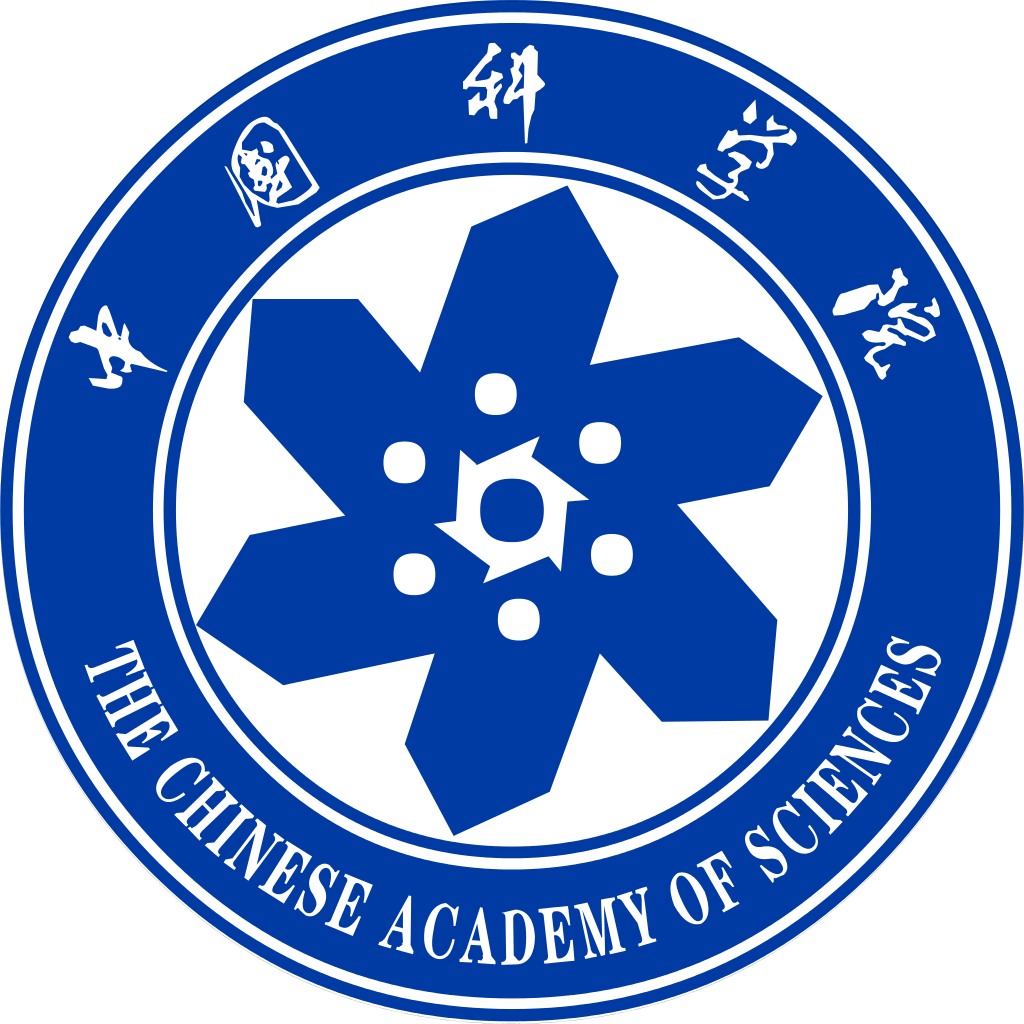 中国科学院
THE CHINESE ACADEMY OF SCIENCES